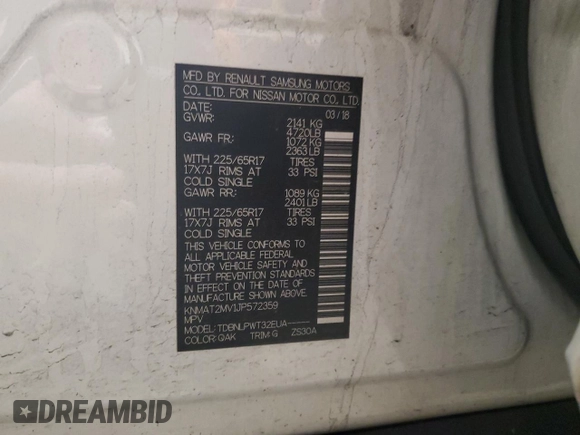 MFD BY RENAULT SAMSUNG MOTORS
CO, LTD. FOR NISSAN MOTOR CO, LTD.
DATE: 03/18
GVWR: 2141 KG
4720LB
GAWR FR: 1072 KG
2363LB
WITH 225/65R17 TIRES
17X7J RIMS AT 33 PSI
COLD SINGLE
GAWR RR: 1089 KG
2401LB
WITH 225/65R17 TIRES
17X7J RIMS AT 33 PSI
COLD SINGLE
THIS VEHICLE CONFORMS TO
ALL APPLICABLE FEDERAL
MOTOR VEHICLE SAFETY AND
THEFT PREVENTION STANDARDS
IN EFFECT ON THE DATE OF
MANUFACTURE SHOWN ABOVE.
KNMAT2MV1JP572359
MPV
MODEL: TDBNLPWT32EUA-----
COLOR: QAK TRIM: G ZS30A
DREAMBID